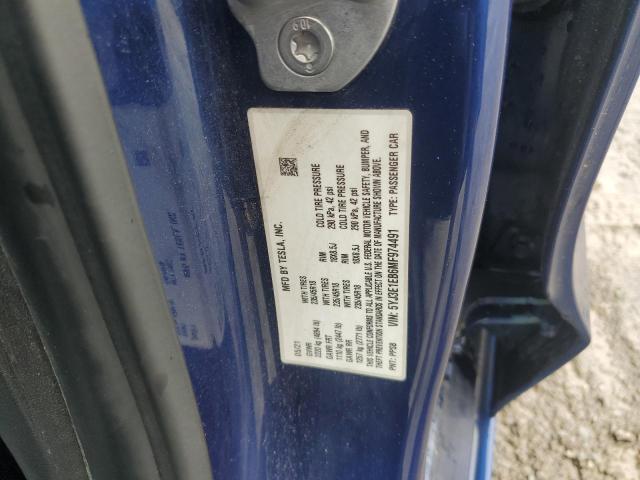 MFD BY TESLA, INC.
05/21
GVWR
2220 kg (4894 lb)
GAWR FRT WITH TIRES RIM COLD TIRE PRESSURE
1110 kg (2447 lb) 235/45R18 18X8.5J 290 kPa, 42 psi
GAWR RR WITH TIRES RIM COLD TIRE PRESSURE
1257 kg (2771 lb) 235/45R18 18X8.5J 290 kPa, 42 psi
THIS VEHICLE CONFORMS TO ALL APPLICABLE U.S. FEDERAL MOTOR VEHICLE SAFETY, BUMPER, AND
THEFT PREVENTION STANDARDS IN EFFECT ON THE DATE OF MANUFACTURE SHOWN ABOVE.
VIN: 5YJ3E1EB6MF974491 TYPE: PASSENGER CAR
PNT: PPSB